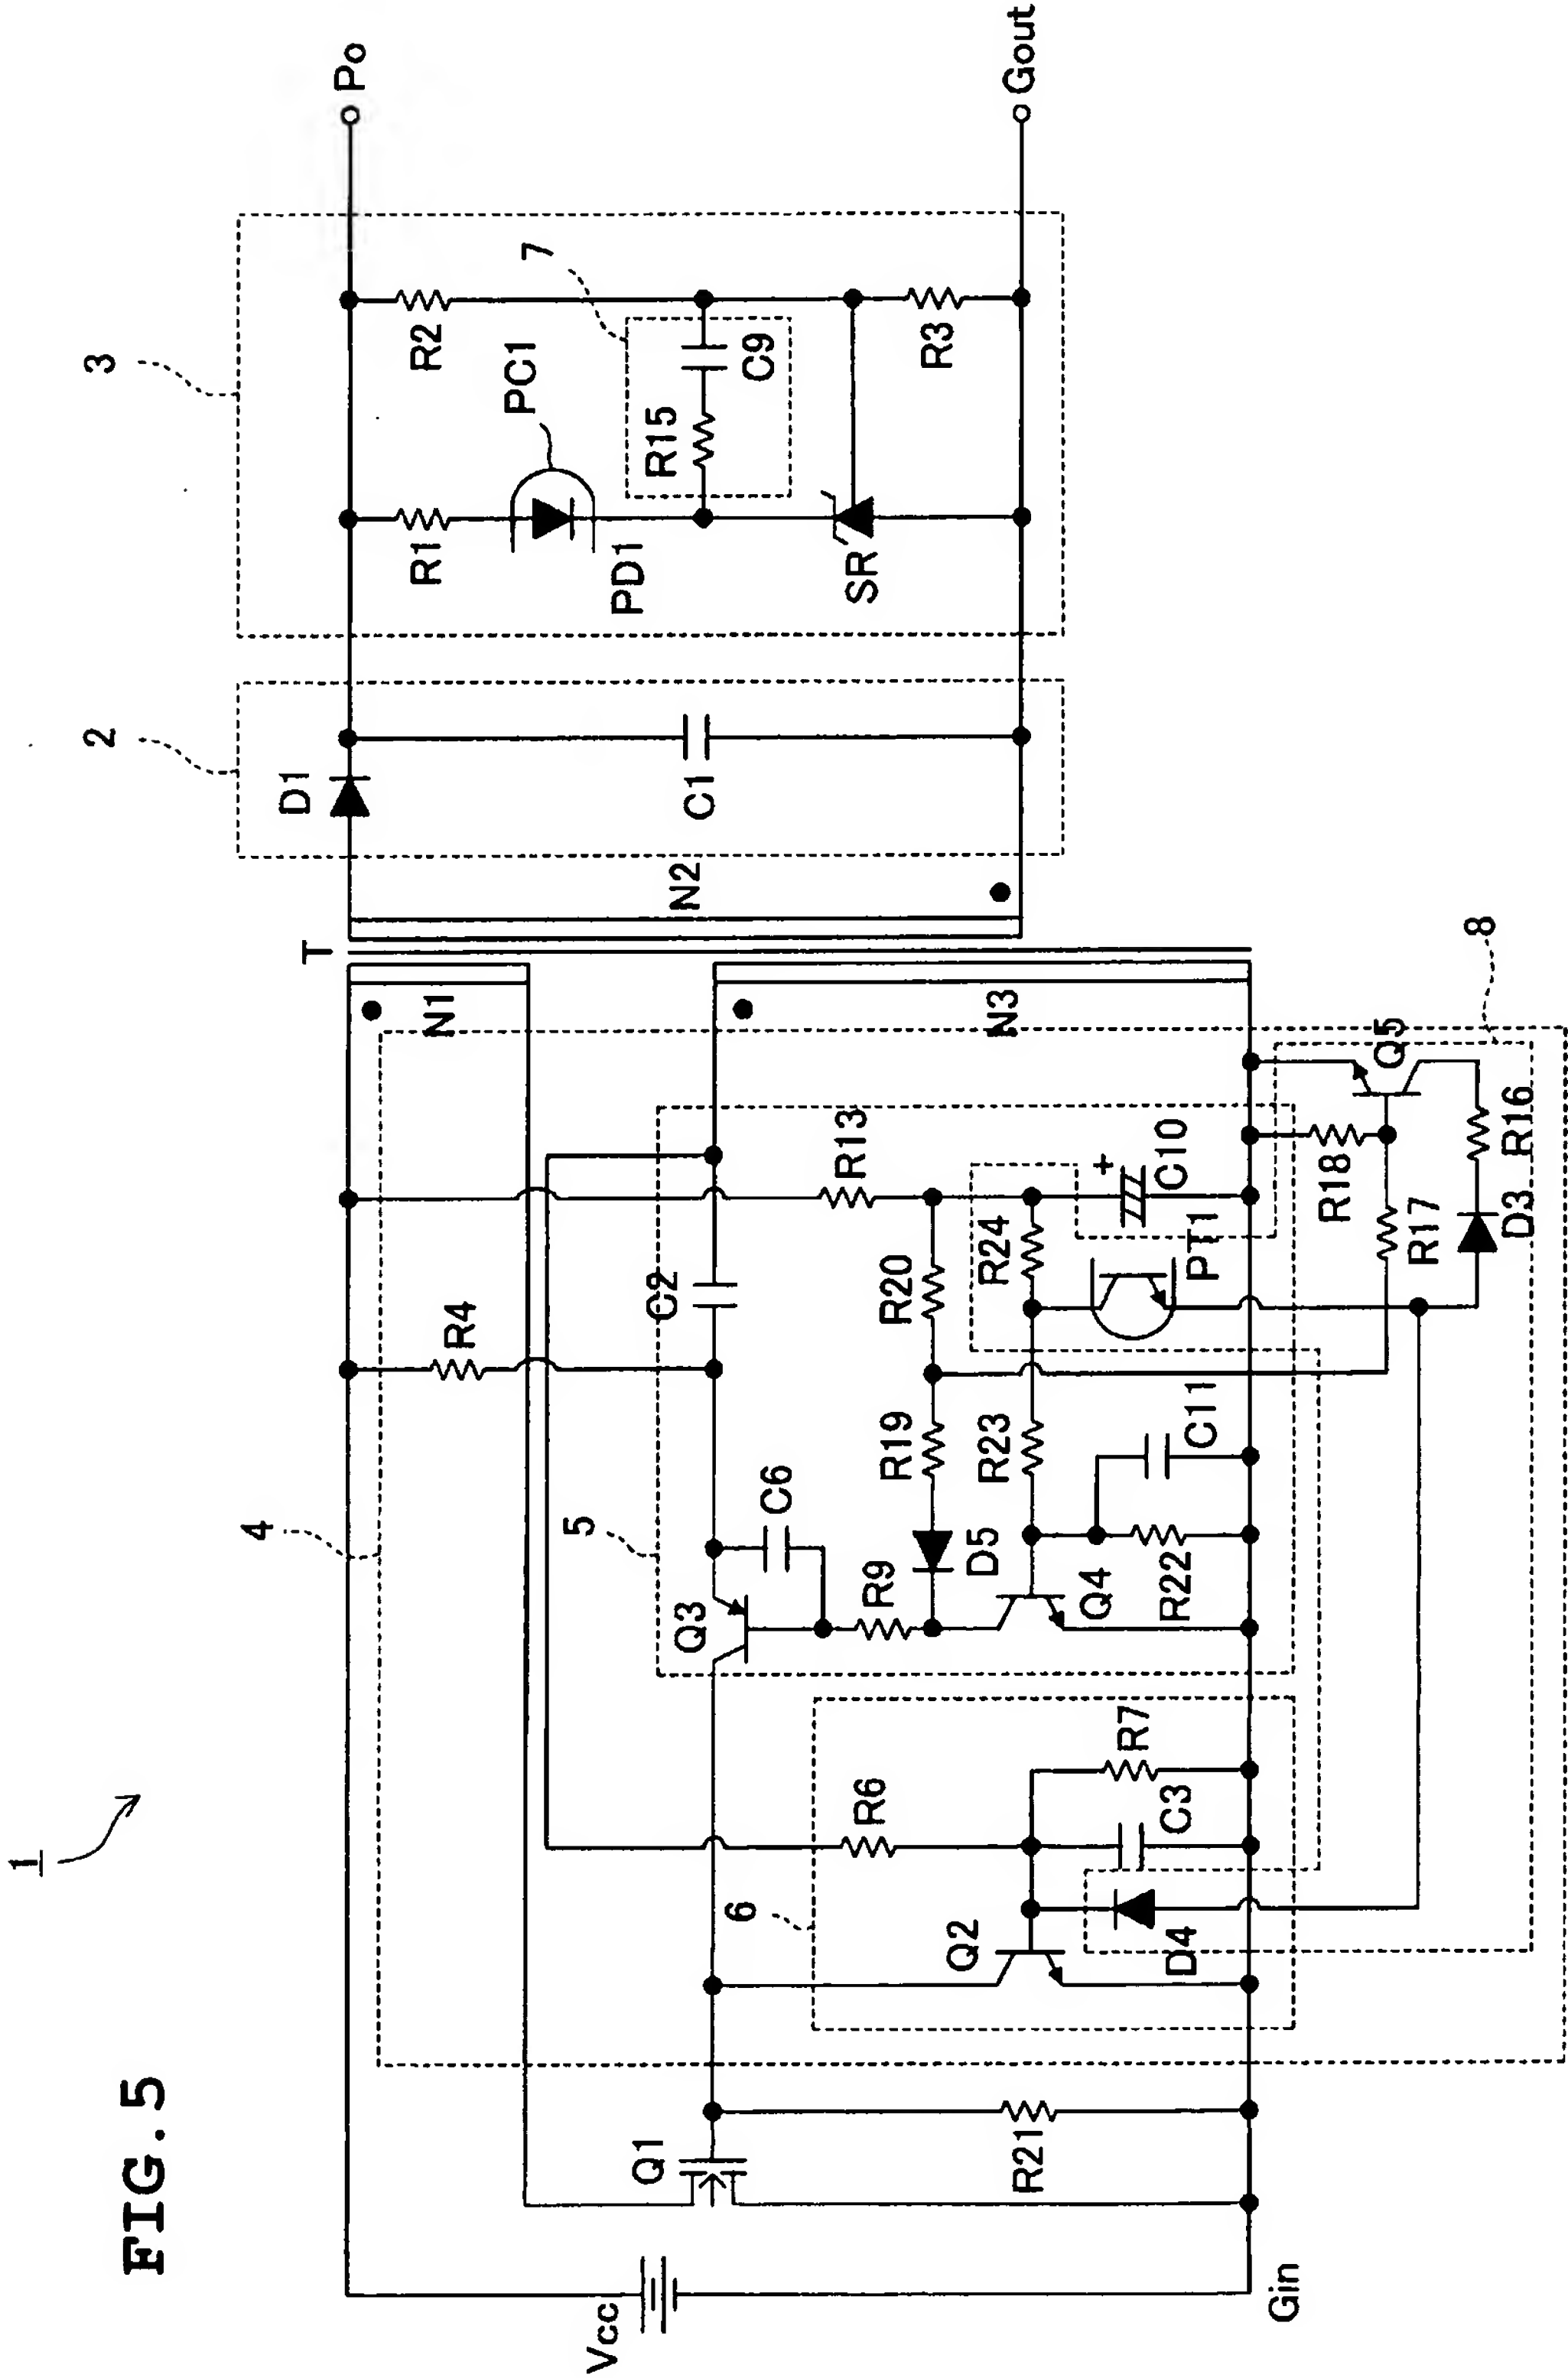 FIG.5
1
4
T
2
3
D1
Po
N1
R4
R1
R2
PC1
7
PD1
R15
C9
SR
R3
C1
N2
Gout
Vcc
Q1
R21
Gin
6
Q2
R6
R7
C3
D4
5
Q3
C6
R9
C2
R13
D5
R19
R20
Q4
R23
R24
R22
C11
PT1
+
C10
N3
8
Q5
R18
R17
R16
D3